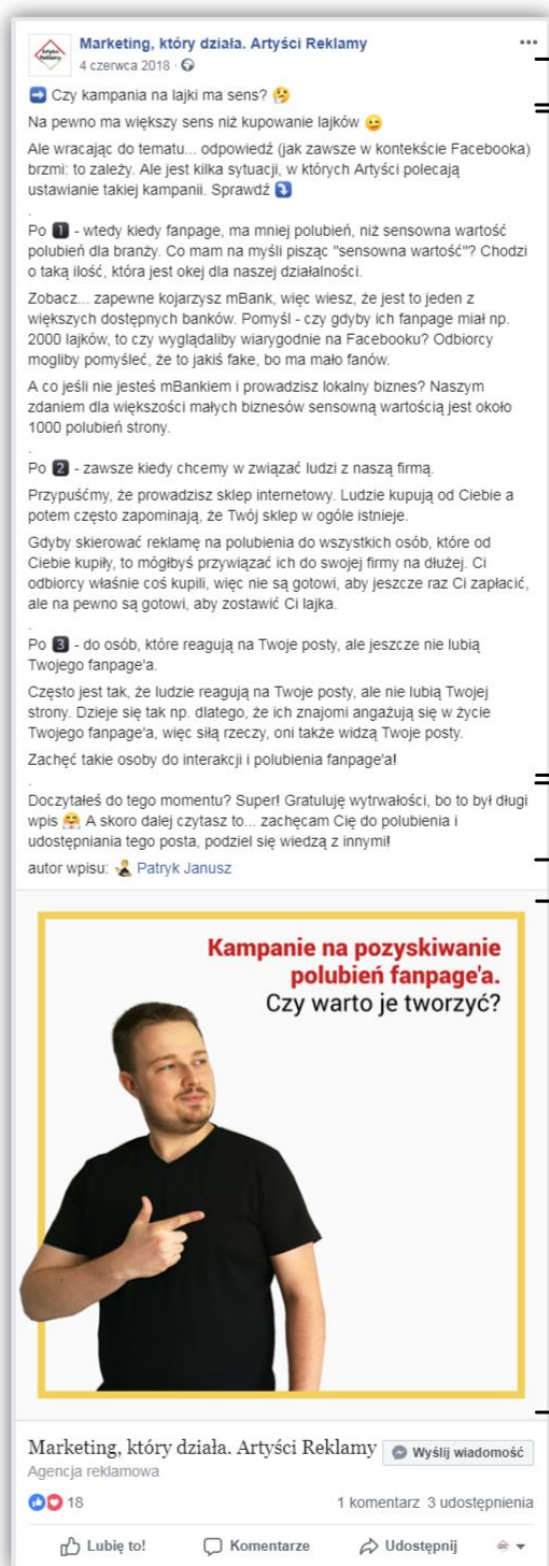 Artyści
Reklamy
Marketing, który działa. Artyści Reklamy
4 czerwca 2018 ·
➡️ Czy kampania na lajki ma sens? 🤔
Na pewno ma większy sens niż kupowanie lajków 😉
Ale wracając do tematu... odpowiedź (jak zawsze w kontekście Facebooka)
brzmi: to zależy. Ale jest kilka sytuacji, w których Artyści polecają
ustawianie takiej kampanii. Sprawdź ⤵️
.
Po 1️⃣ - wtedy kiedy fanpage, ma mniej polubień, niż sensowna wartość
polubień dla branży. Co mam na myśli pisząc "sensowna wartość"? Chodzi
o taką ilość, która jest okej dla naszej działalności.
Zobacz... zapewne kojarzysz mBank, więc wiesz, że jest to jeden z
większych dostępnych banków. Pomyśl - czy gdyby ich fanpage miał np.
2000 lajków, to czy wyglądaliby wiarygodnie na Facebooku? Odbiorcy
mogliby pomyśleć, że to jakiś fake, bo ma mało fanów.
A co jeśli nie jesteś mBankiem i prowadzisz lokalny biznes? Naszym
zdaniem dla większości małych biznesów sensowną wartością jest około
1000 polubień strony.
.
Po 2️⃣ - zawsze kiedy chcemy w związać ludzi z naszą firmą.
Przypuśćmy, że prowadzisz sklep internetowy. Ludzie kupują od Ciebie a
potem często zapominają, że Twój sklep w ogóle istnieje.
Gdyby skierować reklamę na polubienia do wszystkich osób, które od
Ciebie kupiły, to mógłbyś przywiązać ich do swojej firmy na dłużej. Ci
odbiorcy właśnie coś kupili, więc nie są gotowi, aby jeszcze raz Ci zapłacić,
ale na pewno są gotowi, aby zostawić Ci lajka.
.
Po 3️⃣ - do osób, które reagują na Twoje posty, ale jeszcze nie lubią
Twojego fanpage'a.
Często jest tak, że ludzie reagują na Twoje posty, ale nie lubią Twojej
strony. Dzieje się tak np. dlatego, że ich znajomi angażują się w życie
Twojego fanpage'a, więc siłą rzeczy, oni także widzą Twoje posty.
Zachęć takie osoby do interakcji i polubienia fanpage'a!
.
Doczytałeś do tego momentu? Super! Gratuluję wytrwałości, bo to był długi
wpis 😤 A skoro dalej czytasz to... zachęcam Cię do polubienia i
udostępniania tego posta, podziel się wiedzą z innymi!
autor wpisu: 🤵 Patryk Janusz
Kampanie na pozyskiwanie
polubień fanpage'a.
Czy warto je tworzyć?
Marketing, który działa. Artyści Reklamy
Wyślij wiadomość
Agencja reklamowa
18
1 komentarz 3 udostępnienia
Lubię to! Komentarze Udostępnij